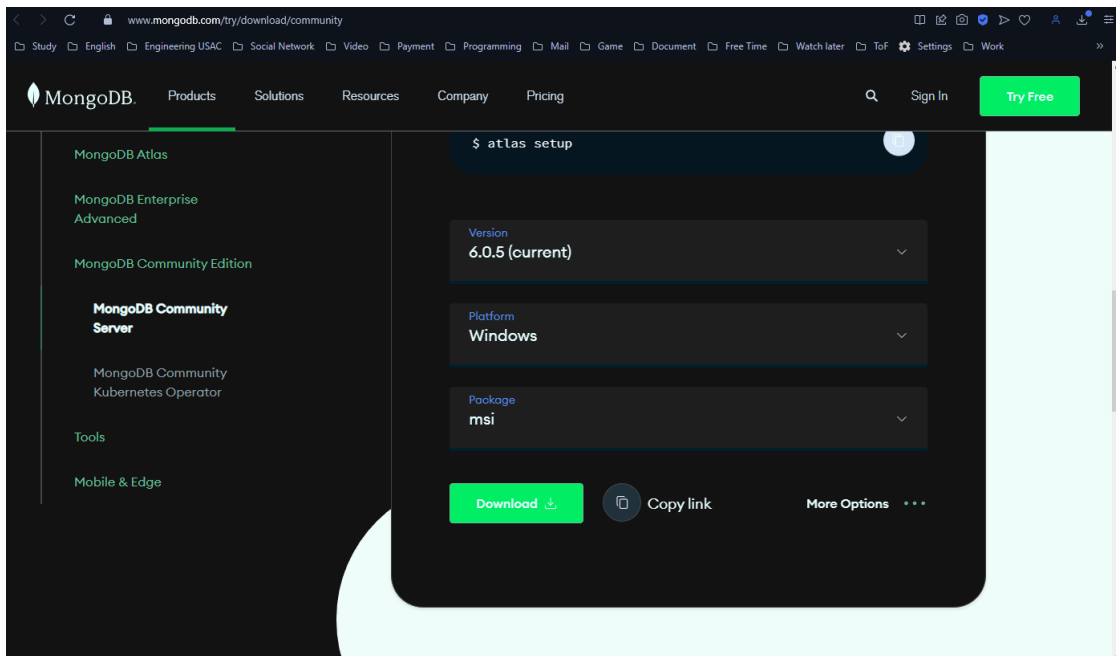 www.mongodb.com/try/download/community
Study English Engineering USAC Social Network Video Payment Programming Mail Game Document Free Time Watch later ToF Settings Work
MongoDB. Products Solutions Resources Company Pricing Sign In Try Free
$ atlas setup
MongoDB Atlas
MongoDB Enterprise
Advanced
MongoDB Community Edition
MongoDB Community
Server
MongoDB Community
Kubernetes Operator
Tools
Mobile & Edge
Version
6.0.5 (current)
Platform
Windows
Package
msi
Download Copy link More Options